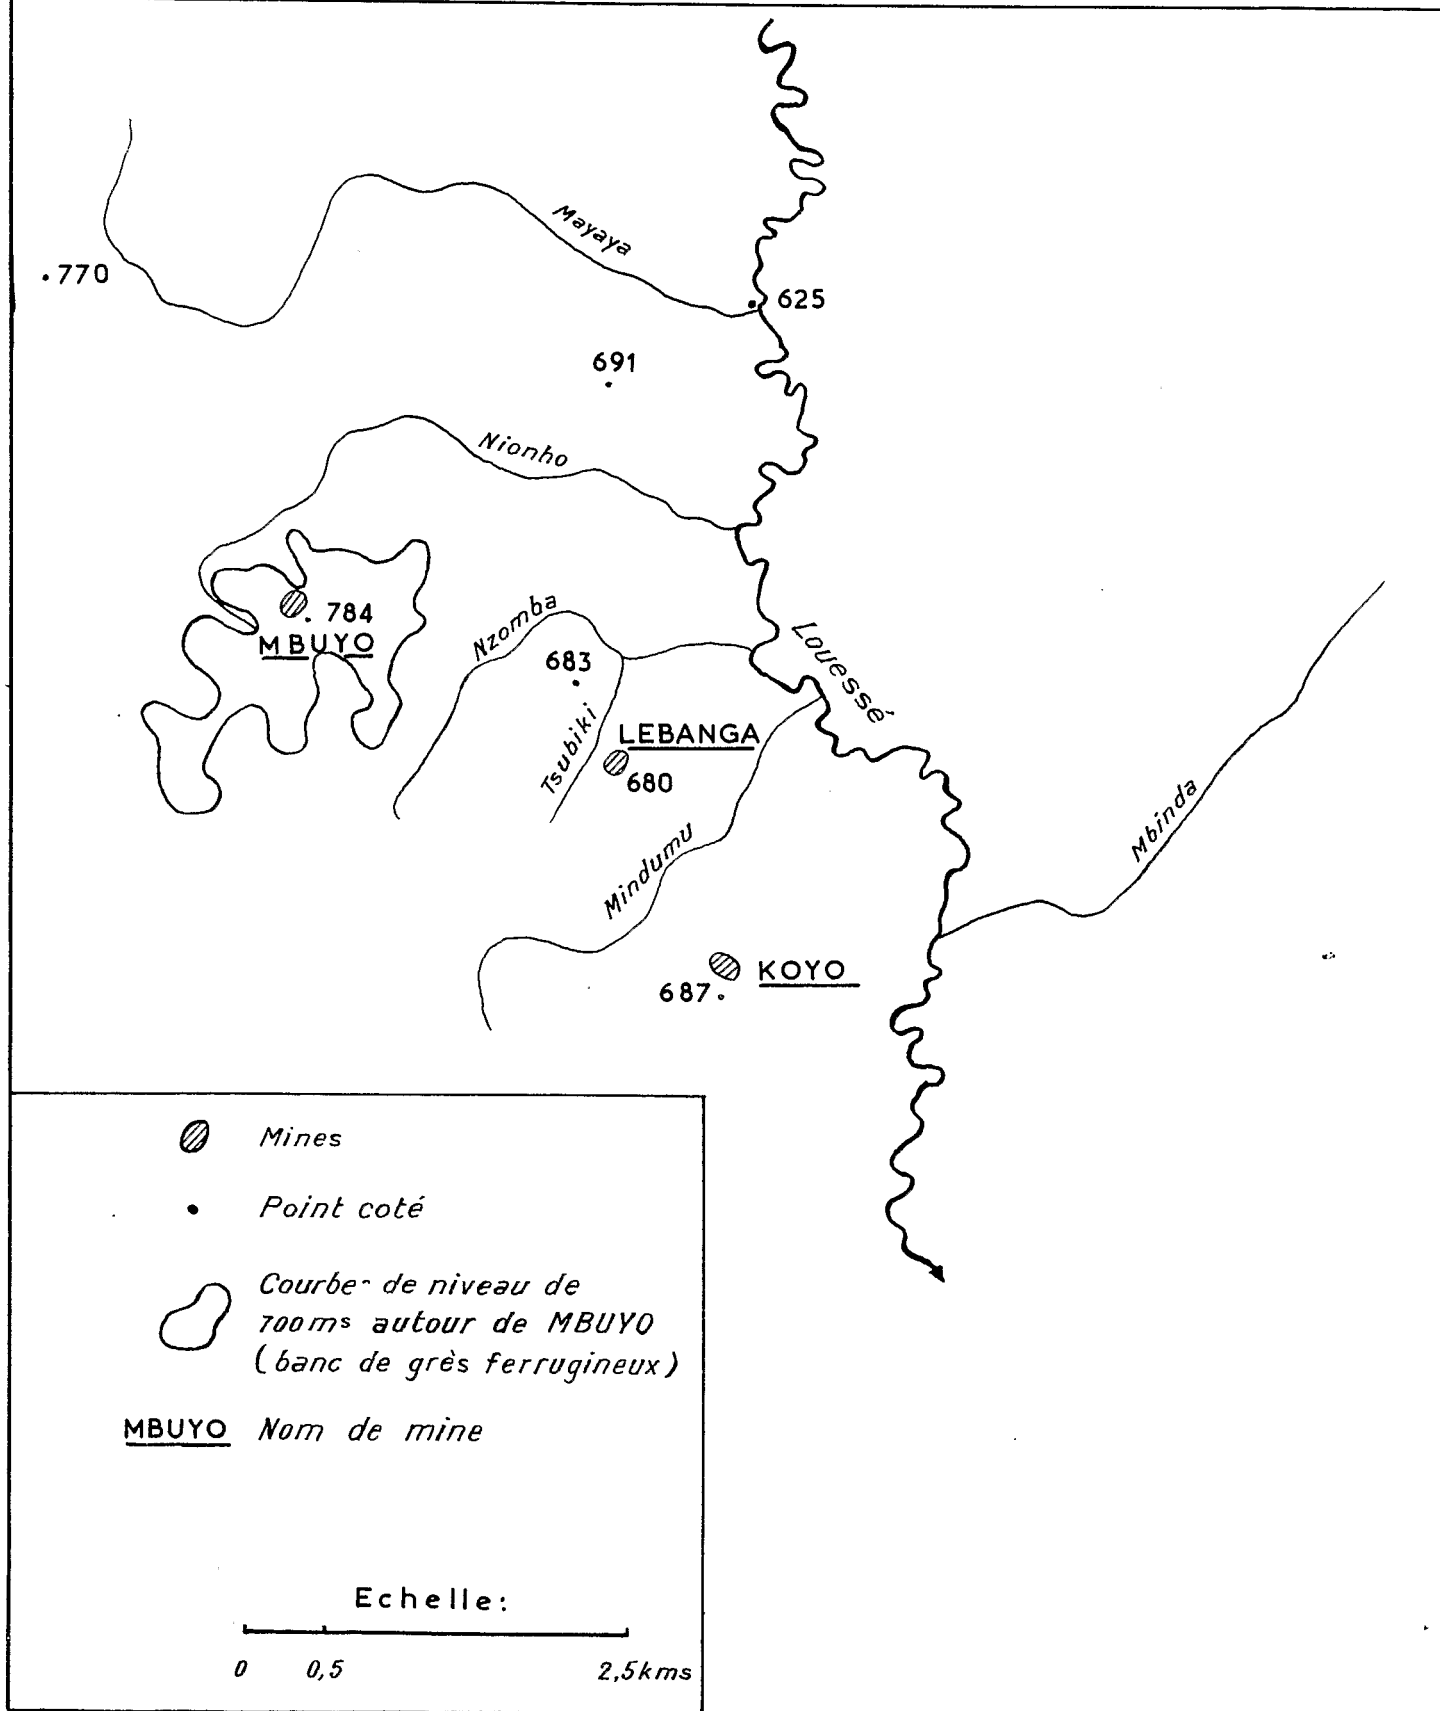 Mayaya
.770
625
691
Nionho
784
MBUYO
Nzomba
683
Louessé
Tsubiki
LEBANGA
680
Mbinda
Mindumu
KOYO
687
Mines
Point coté
Courbe de niveau de
700ms autour de MBUYO
(banc de grès ferrugineux)
MBUYO Nom de mine
Echelle:
0 0,5 2,5kms